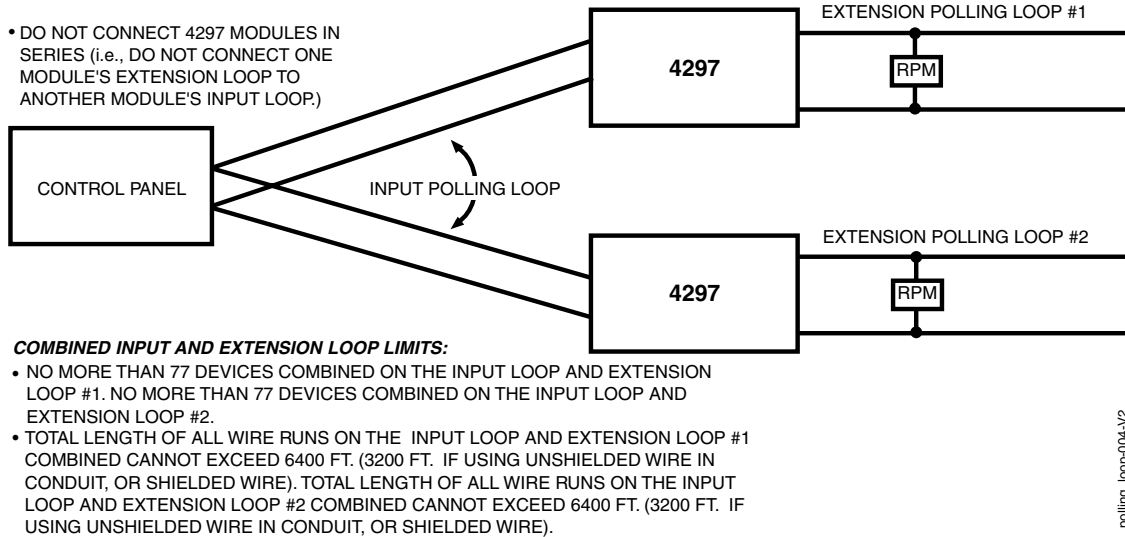 • DO NOT CONNECT 4297 MODULES IN
SERIES (i.e., DO NOT CONNECT ONE
MODULE'S EXTENSION LOOP TO
ANOTHER MODULE'S INPUT LOOP.)
EXTENSION POLLING LOOP #1
4297
RPM
CONTROL PANEL
INPUT POLLING LOOP
EXTENSION POLLING LOOP #2
4297
RPM
COMBINED INPUT AND EXTENSION LOOP LIMITS:
• NO MORE THAN 77 DEVICES COMBINED ON THE INPUT LOOP AND EXTENSION
LOOP #1. NO MORE THAN 77 DEVICES COMBINED ON THE INPUT LOOP AND
EXTENSION LOOP #2.
• TOTAL LENGTH OF ALL WIRE RUNS ON THE INPUT LOOP AND EXTENSION LOOP #1
COMBINED CANNOT EXCEED 6400 FT. (3200 FT. IF USING UNSHIELDED WIRE IN
CONDUIT, OR SHIELDED WIRE). TOTAL LENGTH OF ALL WIRE RUNS ON THE INPUT
LOOP AND EXTENSION LOOP #2 COMBINED CANNOT EXCEED 6400 FT. (3200 FT. IF
USING UNSHIELDED WIRE IN CONDUIT, OR SHIELDED WIRE).
polling_loop-004-V2